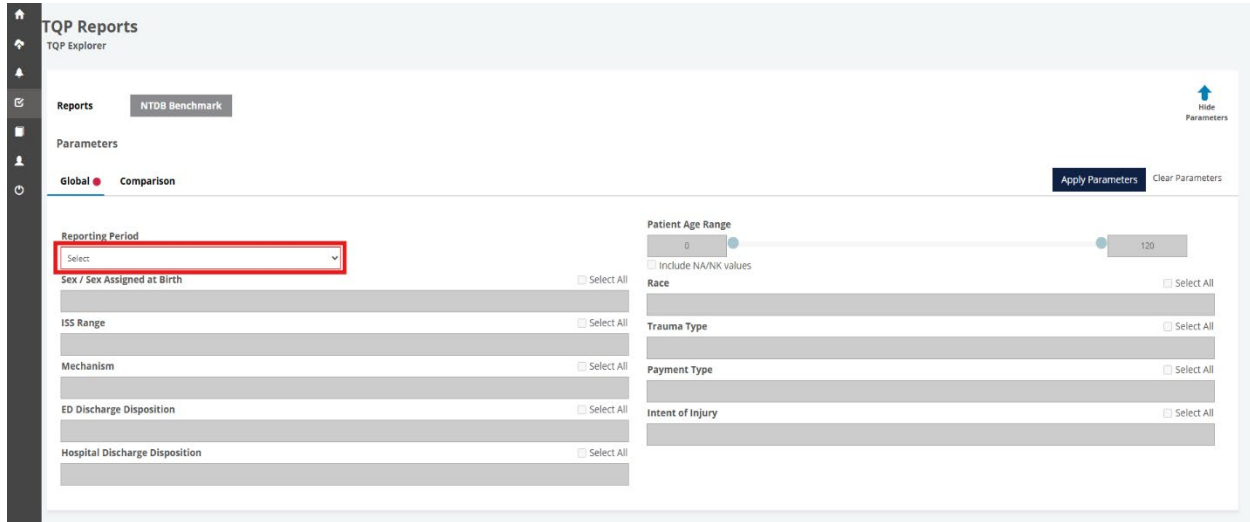 TQP Reports
TQP Explorer
Reports
NTDB Benchmark
Hide
Parameters
Parameters
Global
Comparison
Apply Parameters
Clear Parameters
Reporting Period
Select
Patient Age Range
0
120
Include NA/NK values
Sex / Sex Assigned at Birth
Select All
Race
Select All
ISS Range
Select All
Trauma Type
Select All
Mechanism
Select All
Payment Type
Select All
ED Discharge Disposition
Select All
Intent of Injury
Select All
Hospital Discharge Disposition
Select All